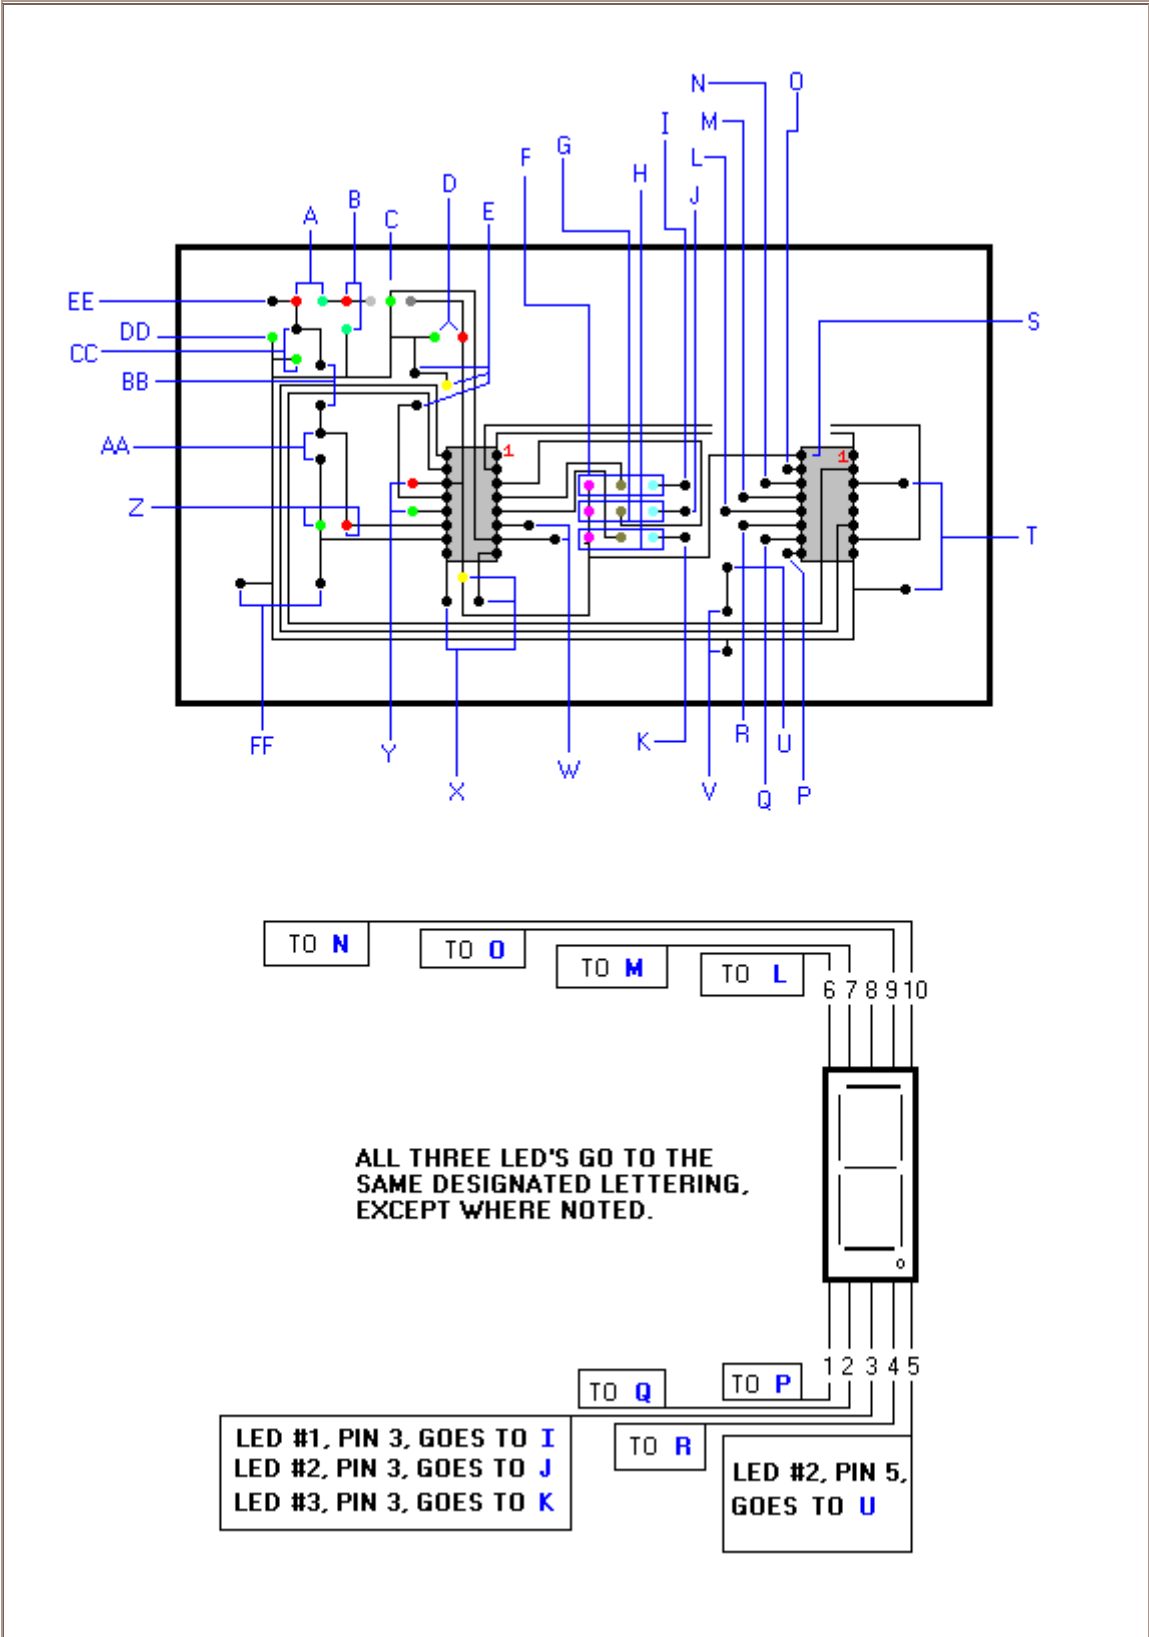 N
O
M
I
L
G
F
H
D
J
B
E
A
C
EE
DD
S
CC
BB
AA
1
1
Z
T
K
R
U
FF
Y
W
X
V
Q
P
TO N
TO O
TO M
TO L
6 7 8 9 10
ALL THREE LED'S GO TO THE
SAME DESIGNATED LETTERING,
EXCEPT WHERE NOTED.
1 2 3 4 5
TO Q
TO P
LED #1, PIN 3, GOES TO I
LED #2, PIN 3, GOES TO J
LED #3, PIN 3, GOES TO K
TO R
LED #2, PIN 5,
GOES TO U